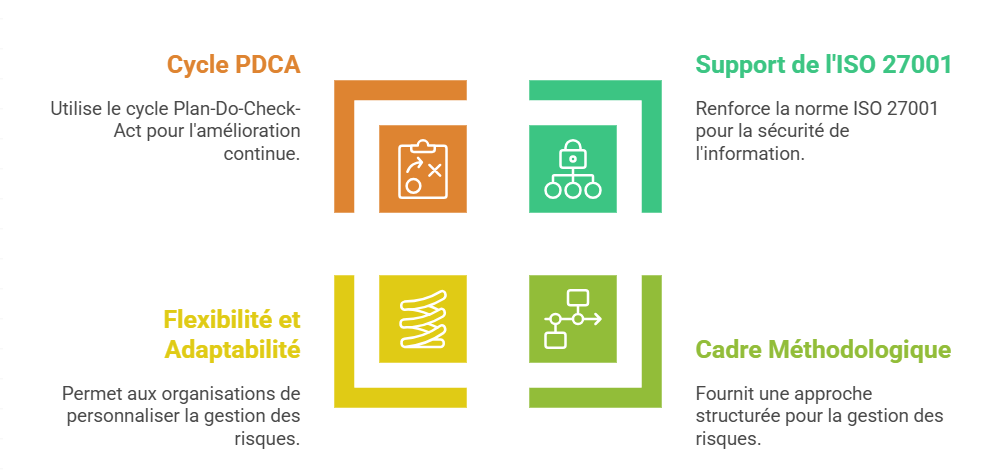 Cycle PDCA
Utilise le cycle Plan-Do-Check-
Act pour l'amélioration
continue.
Support de l'ISO 27001
Renforce la norme ISO 27001
pour la sécurité de
l'information.
Flexibilité et
Adaptabilité
Permet aux organisations de
personnaliser la gestion des
risques.
Cadre Méthodologique
Fournit une approche
structurée pour la gestion des
risques.